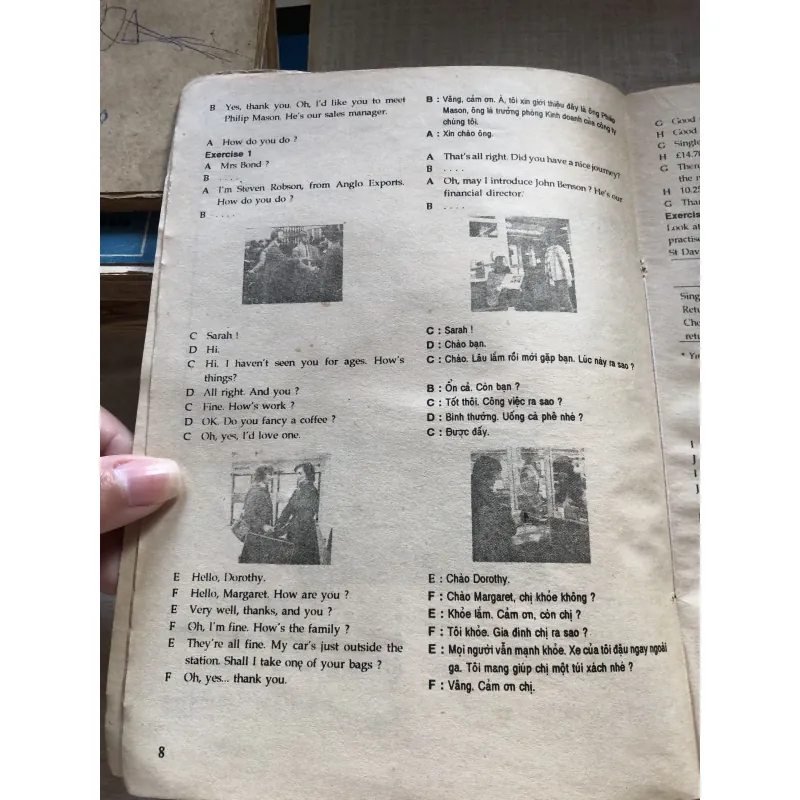 B Yes, thank you. Oh, I'd like you to meet
Philip Mason. He's our sales manager.
A How do you do ?
Exercise 1
A Mrs Bond ?
B . . . .
A I'm Steven Robson, from Anglo Exports.
How do you do ?
B . . . .
B : Vâng, cảm ơn. À, tôi xin giới thiệu đây là ông Philip
Mason, ông là trưởng phòng Kinh doanh của công ty
chúng tôi.
A : Xin chào ông.
A That's all right. Did you have a nice journey?
B . . . .
A Oh, may I introduce John Benson ? He's our
financial director.
B . . . .
C Sarah !
D Hi.
C Hi. I haven't seen you for ages. How's
things?
D All right. And you ?
C Fine. How's work ?
D OK. Do you fancy a coffee ?
C Oh, yes, I'd love one.
C : Sarah !
D : Chào bạn.
C : Chào. Lâu lắm rồi mới gặp bạn. Lúc này ra sao ?
B : Ổn cả. Còn bạn ?
C : Tốt thôi. Công việc ra sao ?
D : Bình thường. Uống cà phê nhé ?
C : Được đấy.
E Hello, Dorothy.
F Hello, Margaret. How are you ?
E Very well, thanks, and you ?
F Oh, I'm fine. How's the family ?
E They're all fine. My car's just outside the
station. Shall I take one of your bags ?
F Oh, yes... thank you.
E : Chào Dorothy.
F : Chào Margaret, chị khỏe không ?
E : Khỏe lắm. Cảm ơn, còn chị ?
F : Tôi khỏe. Gia đình chị ra sao ?
E : Mọi người vẫn mạnh khỏe. Xe của tôi đậu ngay ngoài
ga. Tôi mang giúp chị một túi xách nhé ?
F : Vâng. Cảm ơn chị.
8
G Good
H Good
G Single
H £14.70
G There
the
H 10.25
G
Look at
practise
St Dav